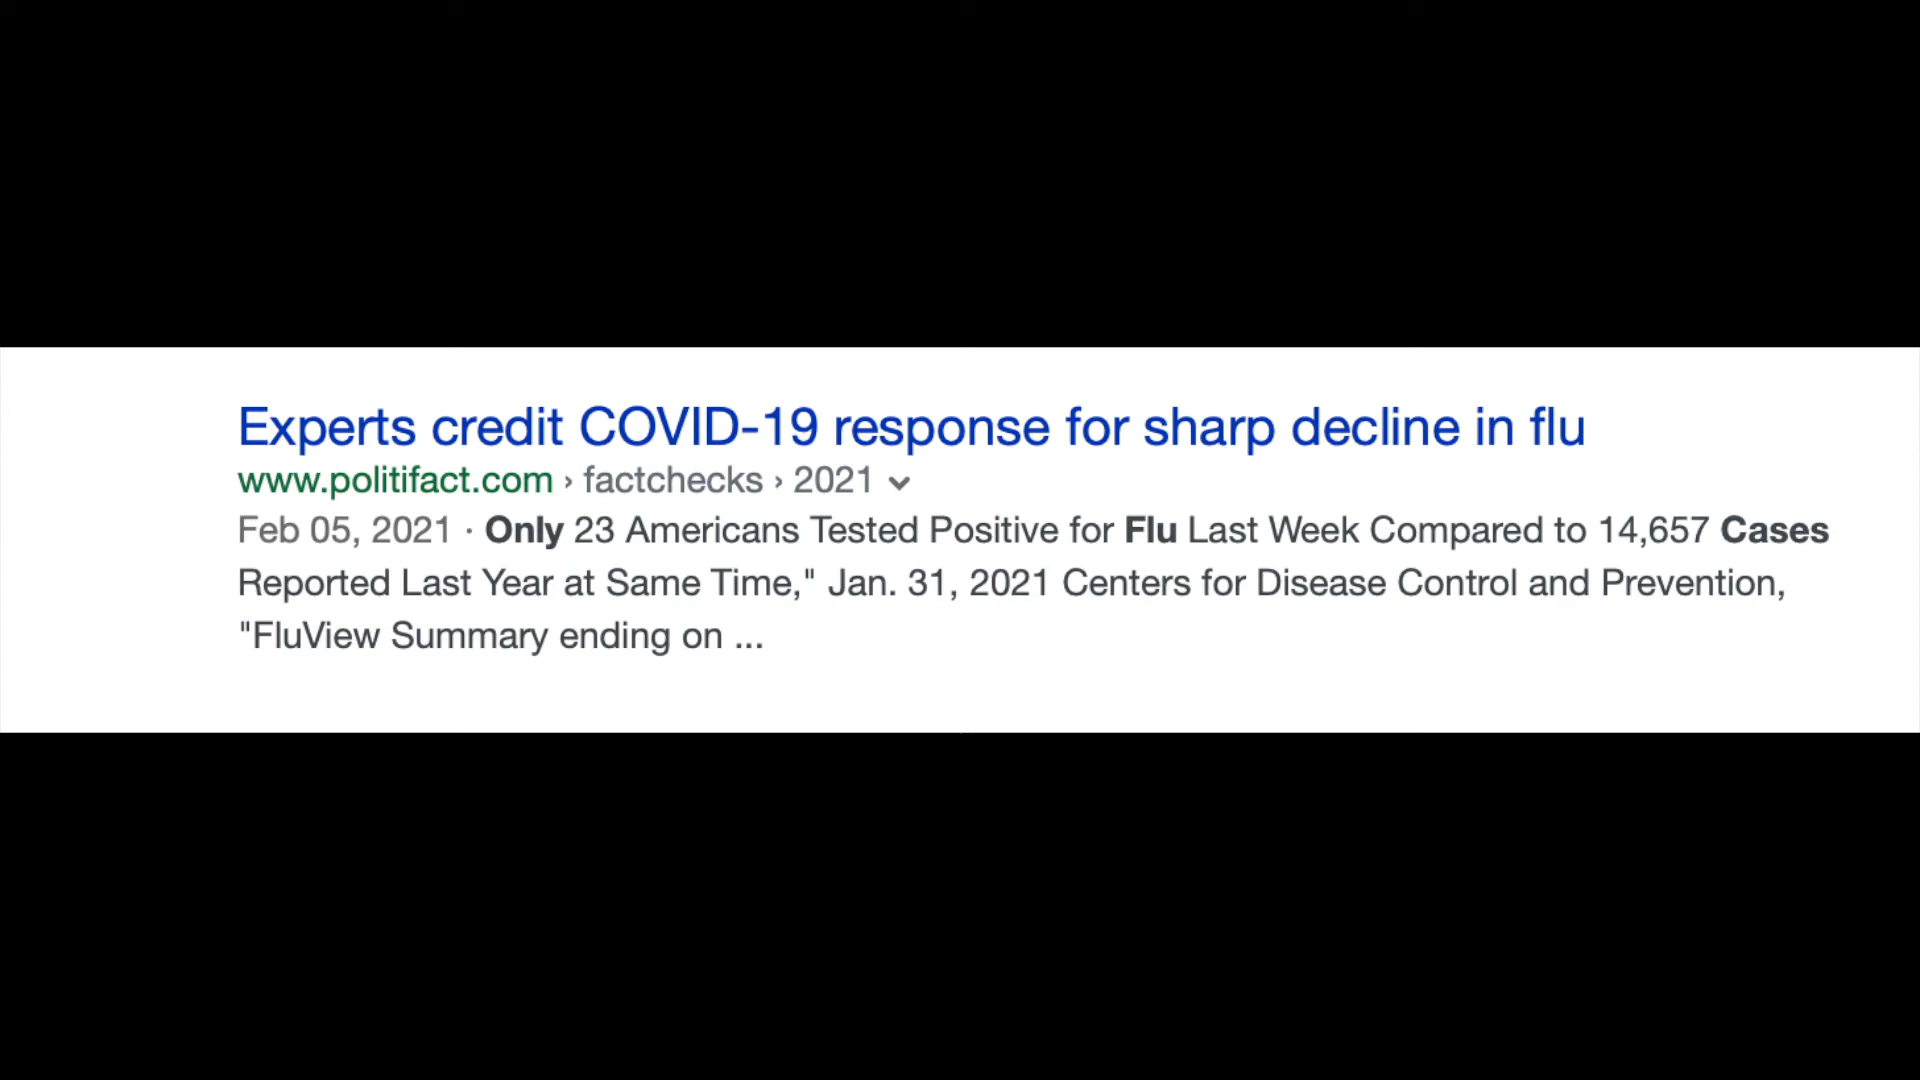 Experts credit COVID-19 response for sharp decline in flu
www.politifact.com › factchecks › 2021
Feb 05, 2021 · Only 23 Americans Tested Positive for Flu Last Week Compared to 14,657 Cases
Reported Last Year at Same Time," Jan. 31, 2021 Centers for Disease Control and Prevention,
"FluView Summary ending on ...